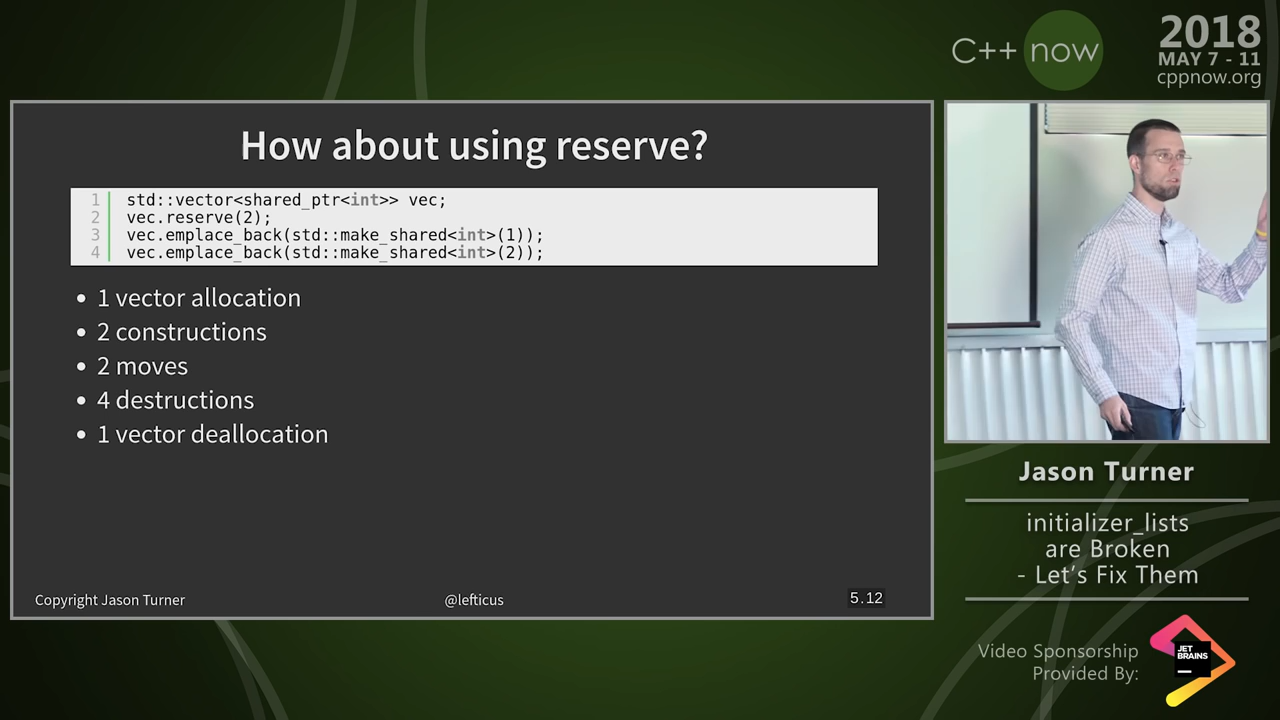 C++ now
2018
MAY 7 - 11
cppnow.org
How about using reserve?
1 std::vector<shared_ptr<int>> vec;
2 vec.reserve(2);
3 vec.emplace_back(std::make_shared<int>(1));
4 vec.emplace_back(std::make_shared<int>(2));
• 1 vector allocation
• 2 constructions
• 2 moves
• 4 destructions
• 1 vector deallocation
Copyright Jason Turner
@lefticus
5.12
Jason Turner
initializer_lists
are Broken
- Let's Fix Them
Video Sponsorship
Provided By:
JET
BRAINS